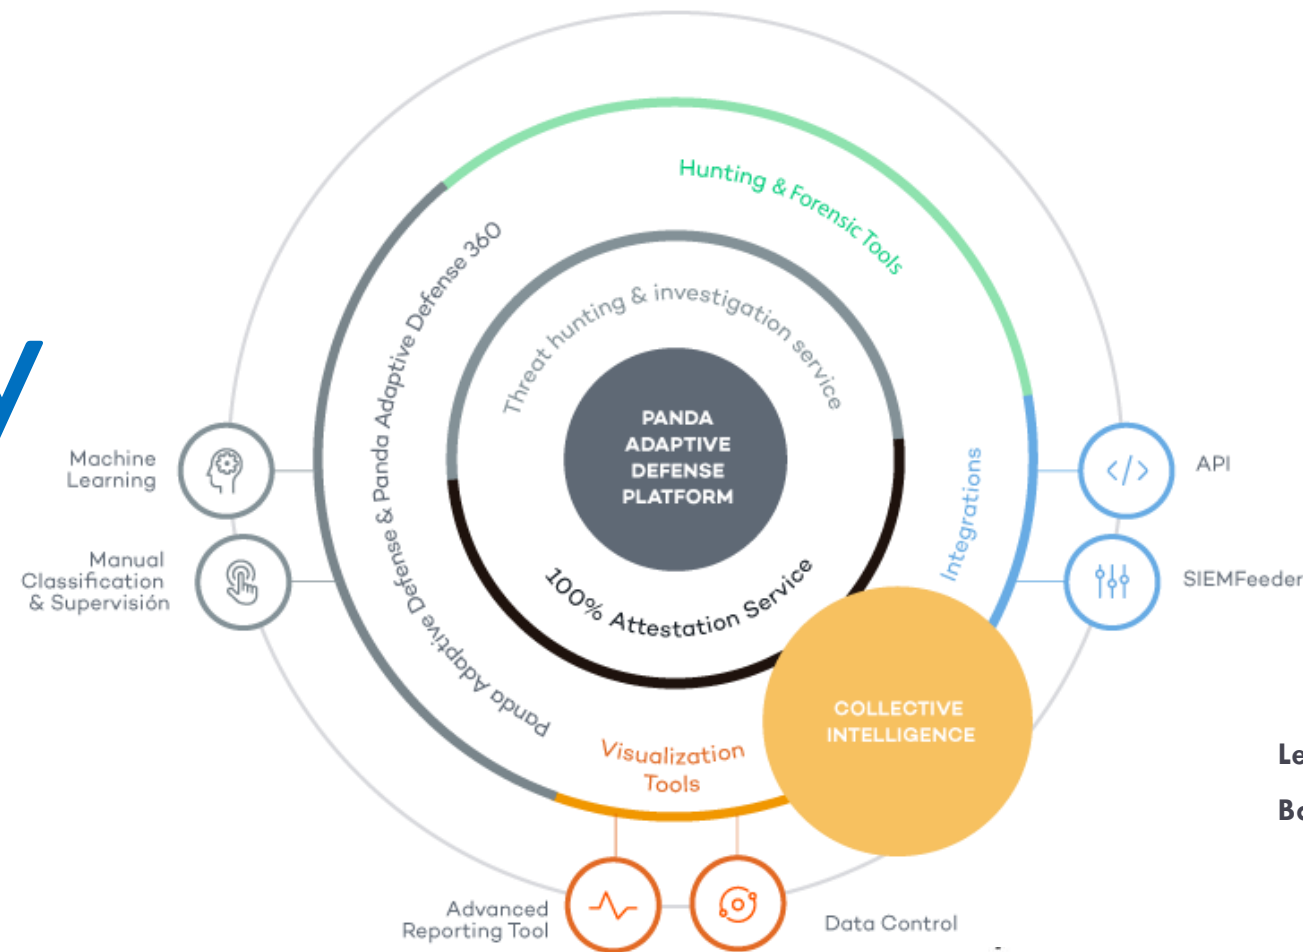 Hunting & Forensic Tools
Panda Adaptive Defense & Panda Adaptive Defense 360
Threat hunting & investigation service
PANDA
ADAPTIVE
DEFENSE
PLATFORM
100% Attestation Service
Integrations
Machine
Learning
Manual
Classification
& Supervisión
API
SIEMFeeder
COLLECTIVE
INTELLIGENCE
Visualization
Tools
Advanced
Reporting Tool
Data Control